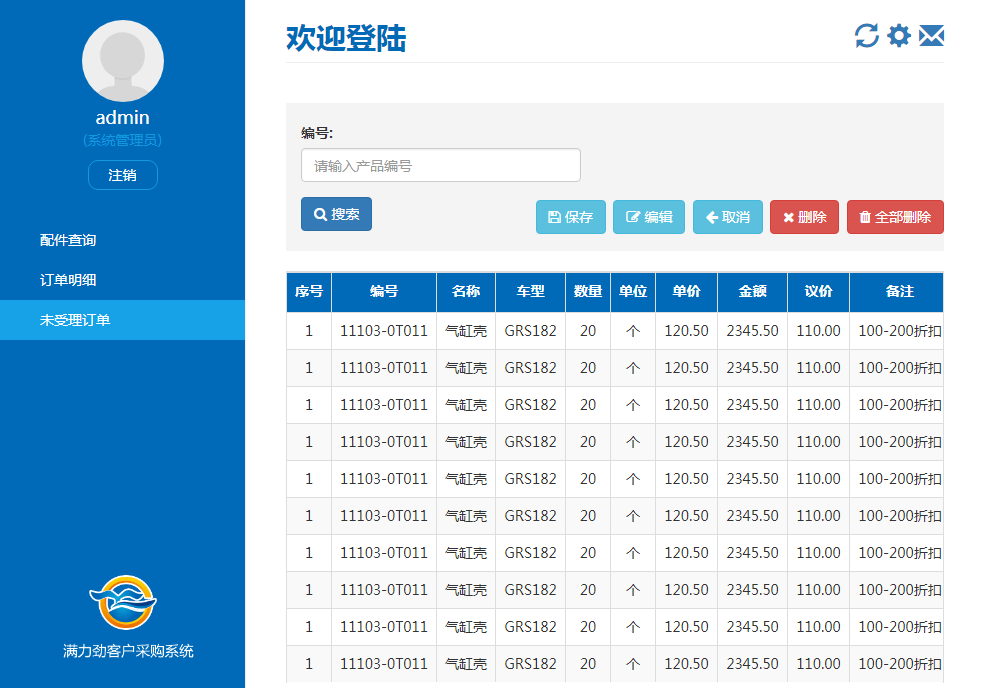 admin
(系统管理员)
注销
配件查询
订单明细
未受理订单
满力劲客户采购系统
欢迎登陆
编号:
请输入产品编号
搜索 保存 编辑 取消 删除 全部删除
序号 编号 名称 车型 数量 单位 单价 金额 议价 备注
1 11103-0T011 气缸壳 GRS182 20 个 120.50 2345.50 110.00 100-200折扣
1 11103-0T011 气缸壳 GRS182 20 个 120.50 2345.50 110.00 100-200折扣
1 11103-0T011 气缸壳 GRS182 20 个 120.50 2345.50 110.00 100-200折扣
1 11103-0T011 气缸壳 GRS182 20 个 120.50 2345.50 110.00 100-200折扣
1 11103-0T011 气缸壳 GRS182 20 个 120.50 2345.50 110.00 100-200折扣
1 11103-0T011 气缸壳 GRS182 20 个 120.50 2345.50 110.00 100-200折扣
1 11103-0T011 气缸壳 GRS182 20 个 120.50 2345.50 110.00 100-200折扣
1 11103-0T011 气缸壳 GRS182 20 个 120.50 2345.50 110.00 100-200折扣
1 11103-0T011 气缸壳 GRS182 20 个 120.50 2345.50 110.00 100-200折扣
1 11103-0T011 气缸壳 GRS182 20 个 120.50 2345.50 110.00 100-200折扣